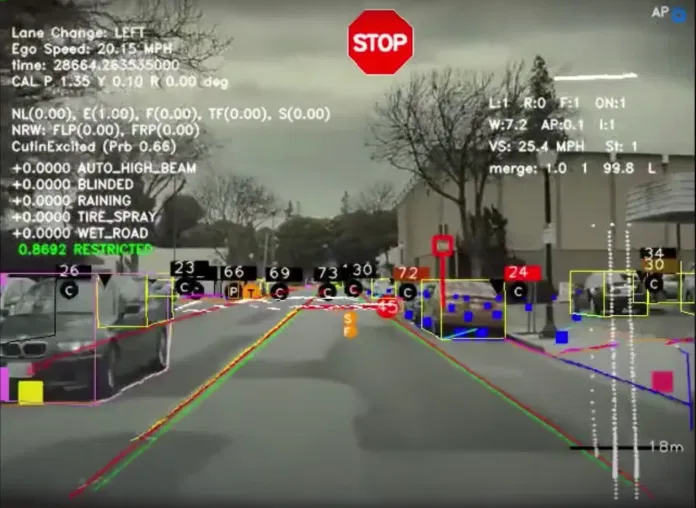 AP
STOP
Lane Change: LEFT
Ego Speed: 20.15 MPH
time: 28664.263535000
CAL P 1.35 Y 0.10 R 0.00 deg
NL(0.00), E(1.00), F(0.00), TF(0.00), S(0.00)
NRW: FLP(0.00), FRP(0.00)
CutinExcited (Prb 0.66)
+0.0000 AUTO_HIGH_BEAM
+0.0000 BLINDED
+0.0000 RAINING
+0.0000 TIRE_SPRAY
+0.0000 WET_ROAD
0.8692 RESTRICTED
L:1 R:0 F:1 ON:1
W:7.2 AP:0.1 I:1
VS: 25.4 MPH St: 1
merge: 1.0 1 99.8 L
34
30
26
23
66
69
73
130
72
24
C
C
P
T
C
C
C
C
C
C
45
S
F
18m